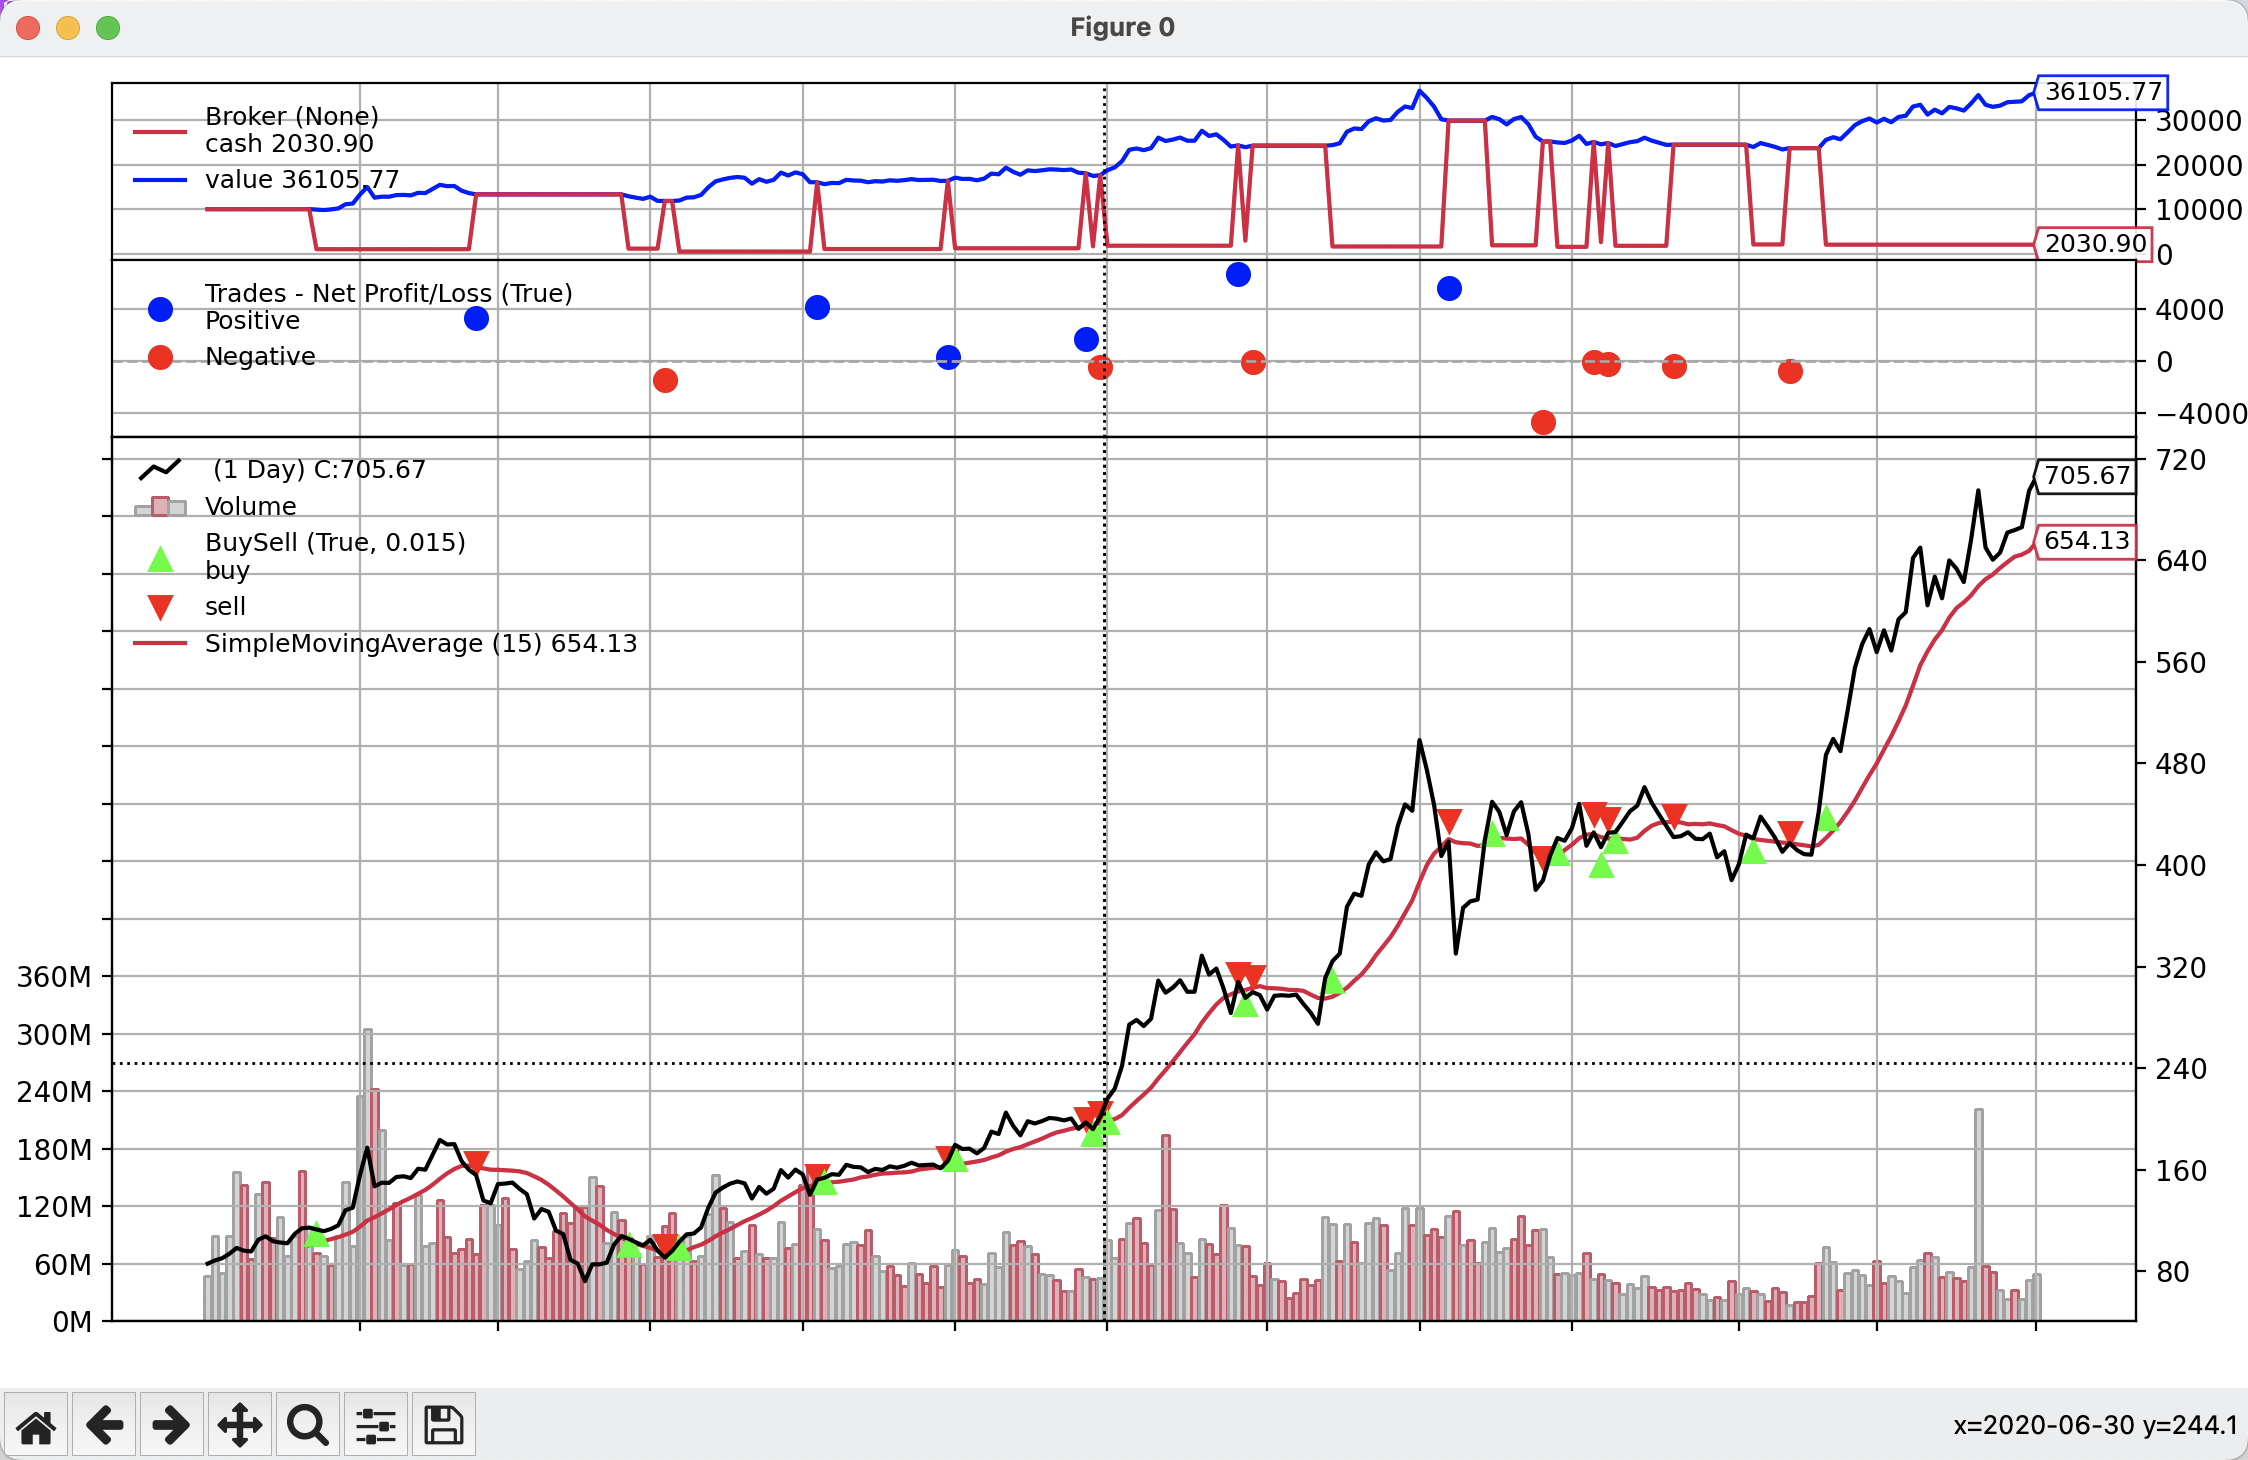 Figure 0
Broker (None)
cash 2030.90
value 36105.77
36105.77
30000
20000
10000
2030.90
0
Trades - Net Profit/Loss (True)
Positive
Negative
4000
0
−4000
(1 Day) C:705.67
Volume
BuySell (True, 0.015)
buy
sell
SimpleMovingAverage (15) 654.13
720
705.67
654.13
640
560
480
400
320
240
160
80
360M
300M
240M
180M
120M
60M
0M
x=2020-06-30 y=244.1